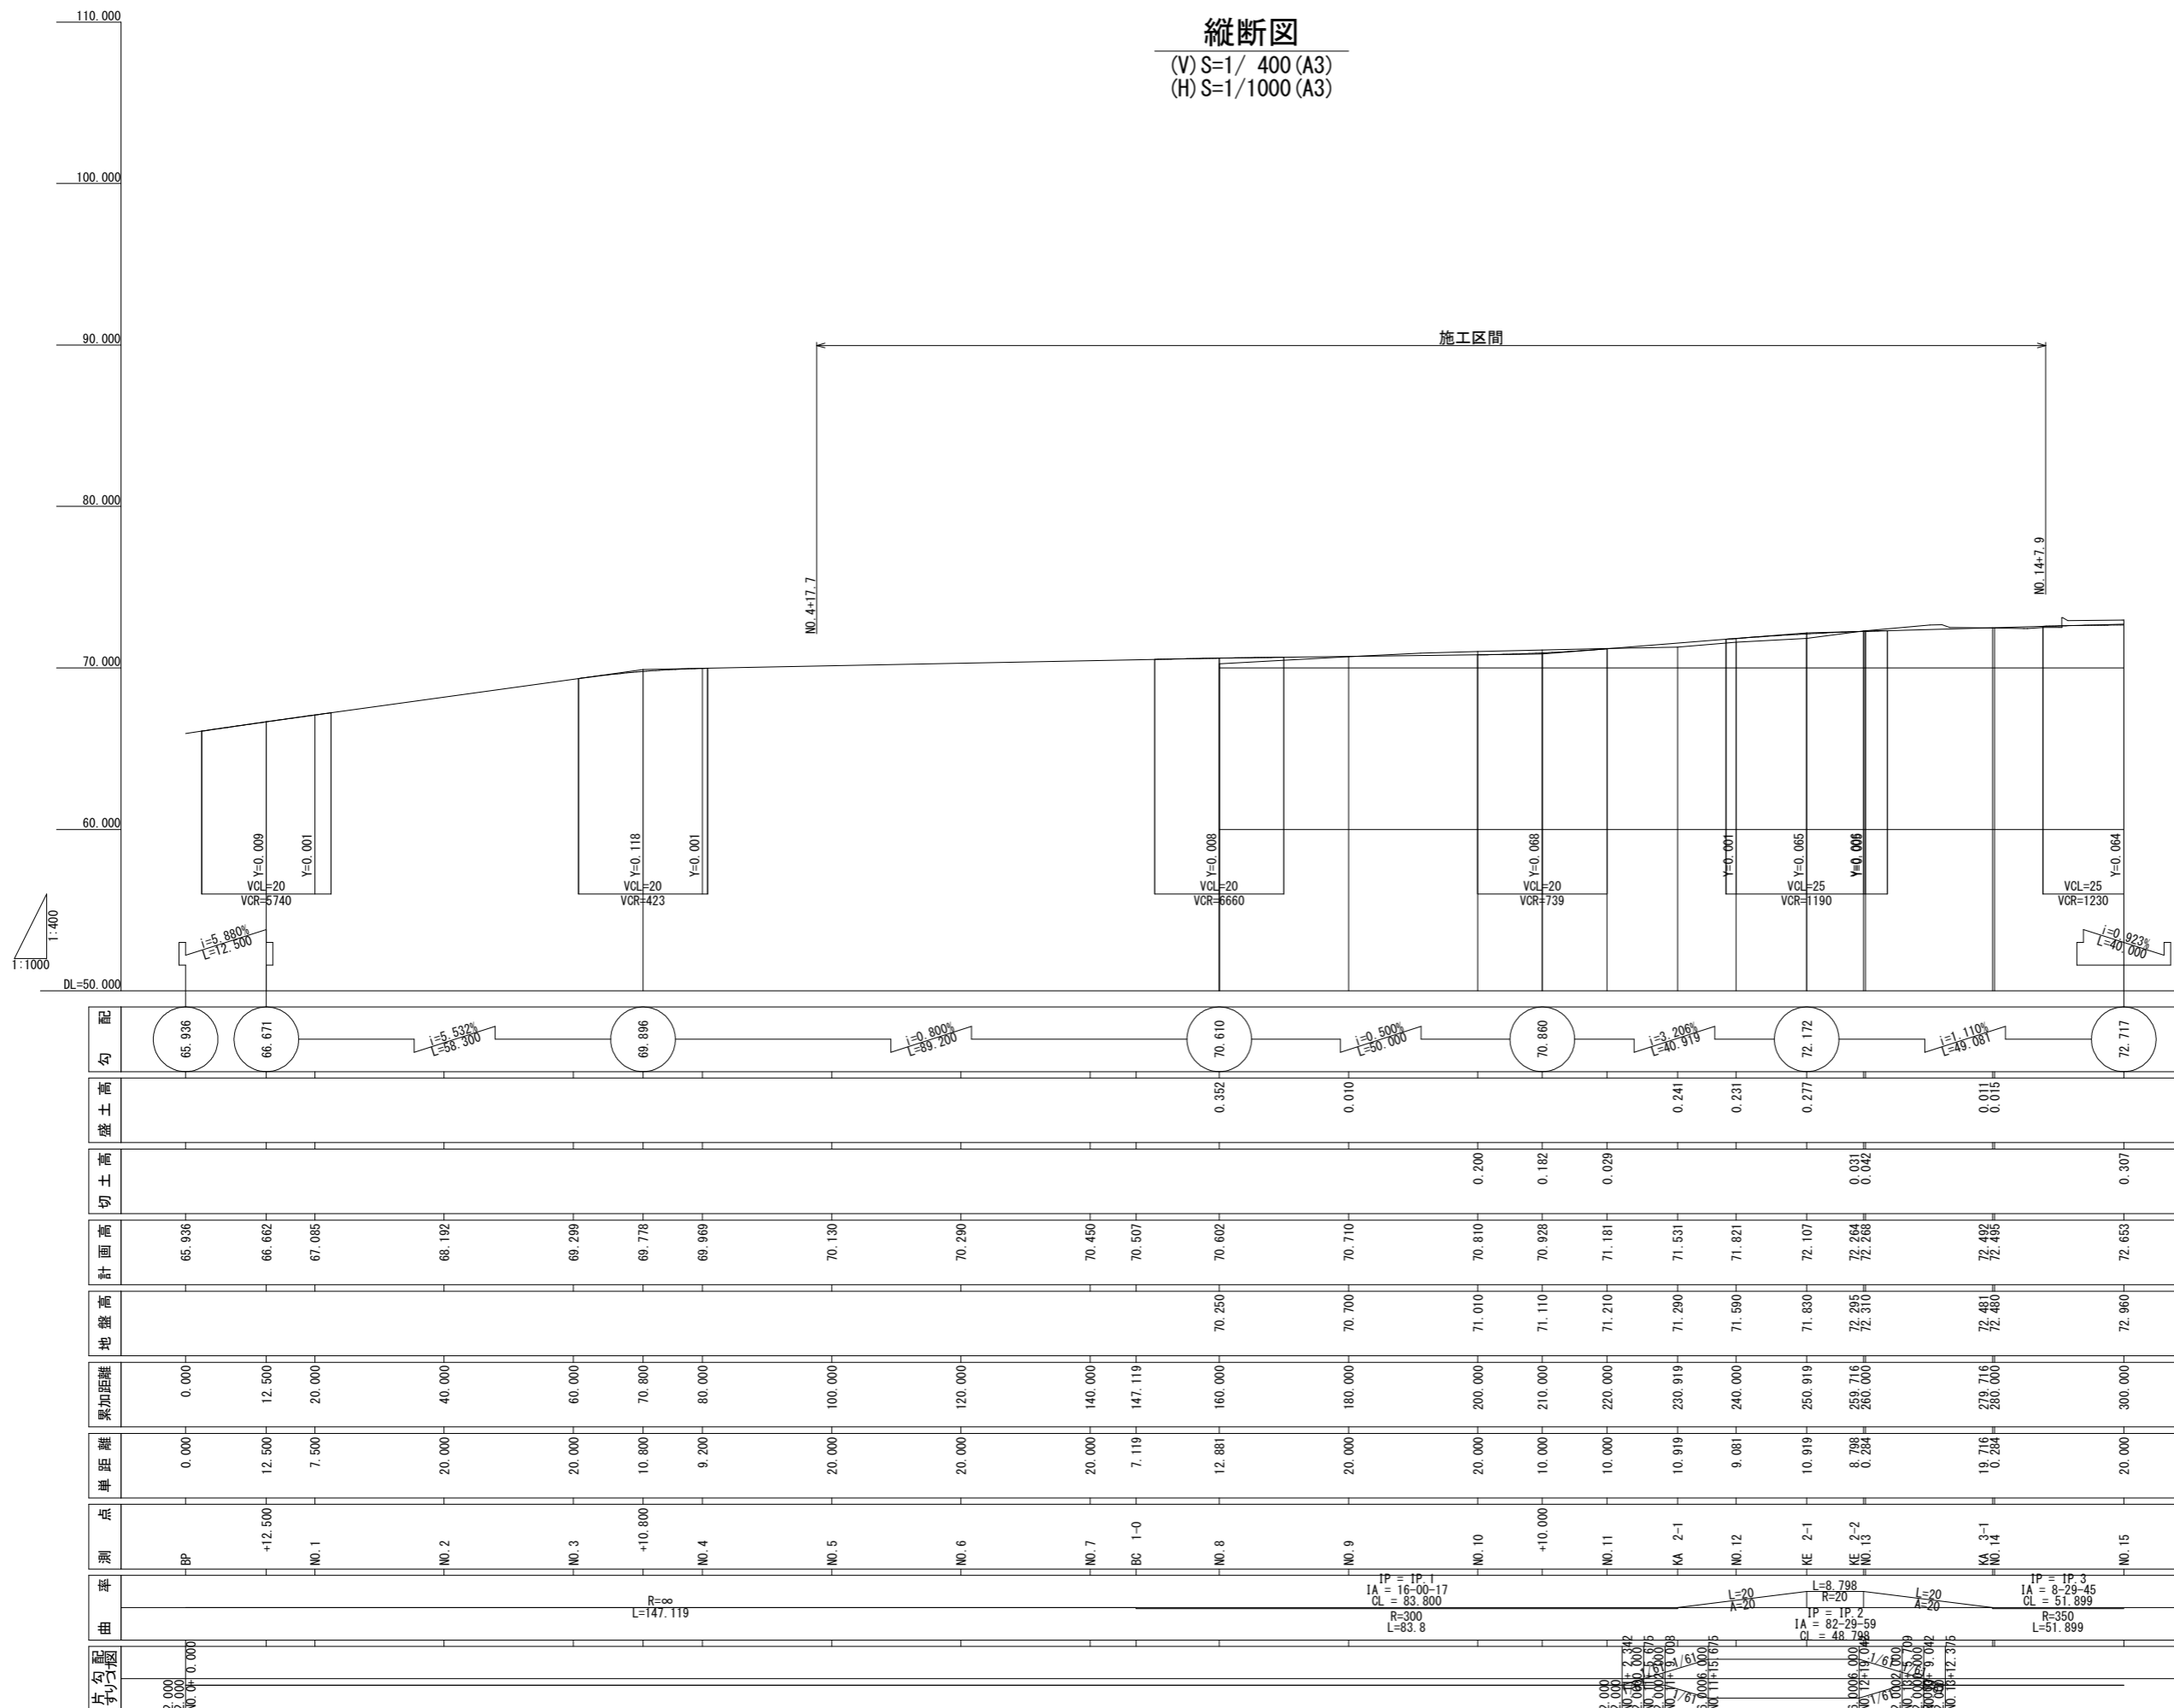 縦断図
(V) S=1/ 400 (A3)
(H) S=1/1000 (A3)
110.000
100.000
90.000
80.000
70.000
60.000
DL=50.000
施工区間
NO.4+17.7
NO.14+7.9
1:400
1:1000
Y=0.009
Y=0.001
Y=0.118
Y=0.001
Y=0.008
Y=0.068
Y=0.001
Y=0.065
Y=0.064
VCL=20
VCR=5740
VCL=20
VCR=423
VCL=20
VCR=6660
VCL=20
VCR=739
VCL=25
VCR=1190
VCL=25
VCR=1230
i=5.880%
L=12.500
i=0.923%
L=40.000
勾 配
65.936
66.671
i=5.532%
L=58.300
69.896
i=0.800%
L=89.200
70.610
i=0.500%
L=50.000
70.860
i=3.206%
L=40.919
72.172
i=1.110%
L=49.081
72.717
盛 土 高
0.352
0.010
0.241
0.231
0.277
0.011
0.015
切 土 高
0.200
0.182
0.029
0.031
0.042
0.307
計 画 高
65.936
66.662
67.085
68.192
69.299
69.778
69.969
70.130
70.290
70.450
70.507
70.602
70.710
70.810
70.928
71.181
71.531
71.821
72.107
72.264
72.268
72.492
72.495
72.653
地 盤 高
70.250
70.700
71.010
71.110
71.210
71.290
71.590
71.830
72.295
72.310
72.481
72.480
72.960
累加距離
0.000
12.500
20.000
40.000
60.000
70.800
80.000
100.000
120.000
140.000
147.119
160.000
180.000
200.000
210.000
220.000
230.919
240.000
250.919
259.716
260.000
279.716
280.000
300.000
単 距 離
0.000
12.500
7.500
20.000
20.000
10.800
9.200
20.000
20.000
20.000
7.119
12.881
20.000
20.000
10.000
10.000
10.919
9.081
10.919
8.798
0.284
19.716
0.284
20.000
測 点
BP
+12.500
NO.1
NO.2
NO.3
+10.800
NO.4
NO.5
NO.6
NO.7
BC 1-0
NO.8
NO.9
NO.10
+10.000
NO.11
KA 2-1
NO.12
KE 2-1
KE 2-2
NO.13
KA 3-1
NO.14
NO.15
曲 率
R=∞
L=147.119
IP = IP.1
IA = 16-00-17
CL = 83.800
R=300
L=83.8
L=20
A=20
L=8.798
R=20
IP = IP.2
IA = 82-29-59
CL = 48.798
L=20
A=20
IP = IP.3
IA = 8-29-45
CL = 51.899
R=350
L=51.899
片 勾 配
すりつけ図
NO.0+ 0.000
NO.11+15.675
1/61
1/61
1/61
1/61
NO.13+12.375